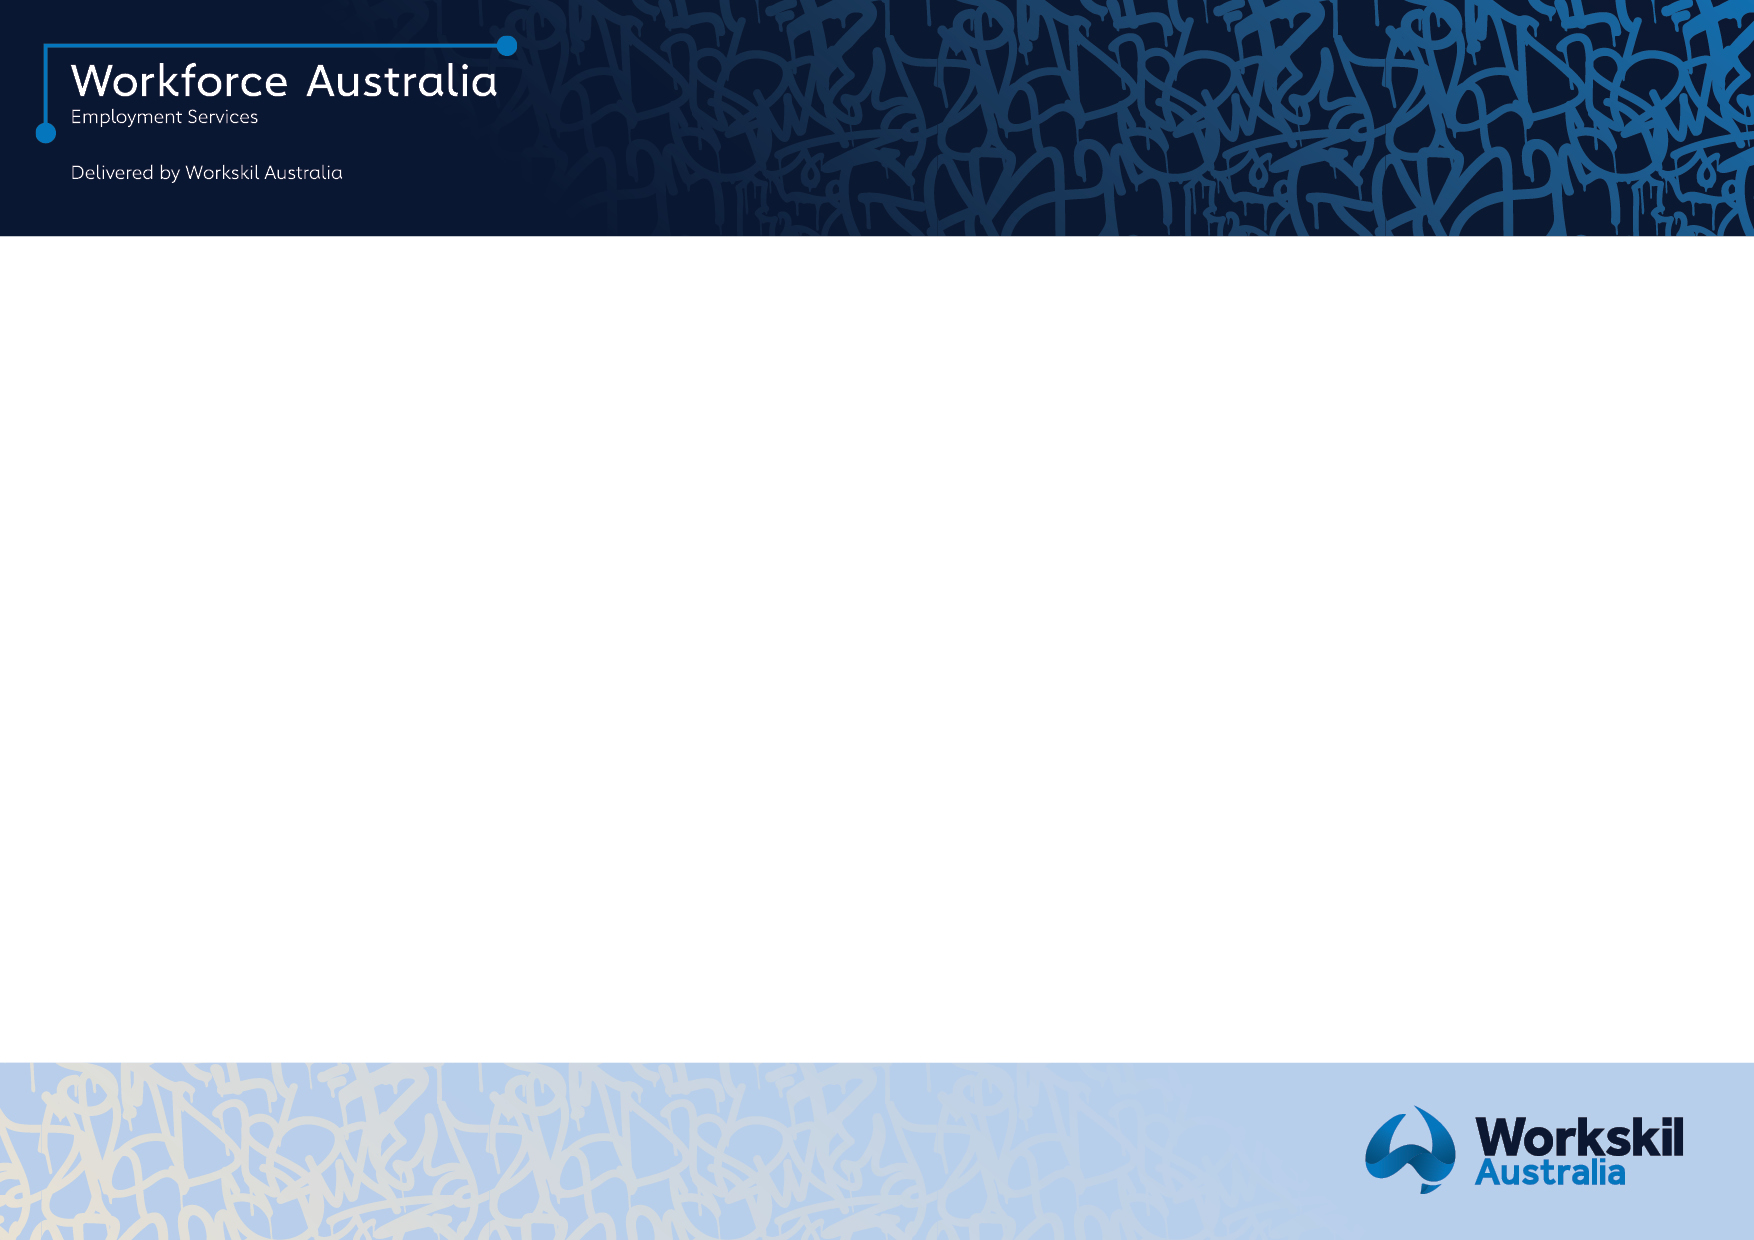 Workforce Australia
Employment Services
Delivered by Workskil Australia
Workskil
Australia